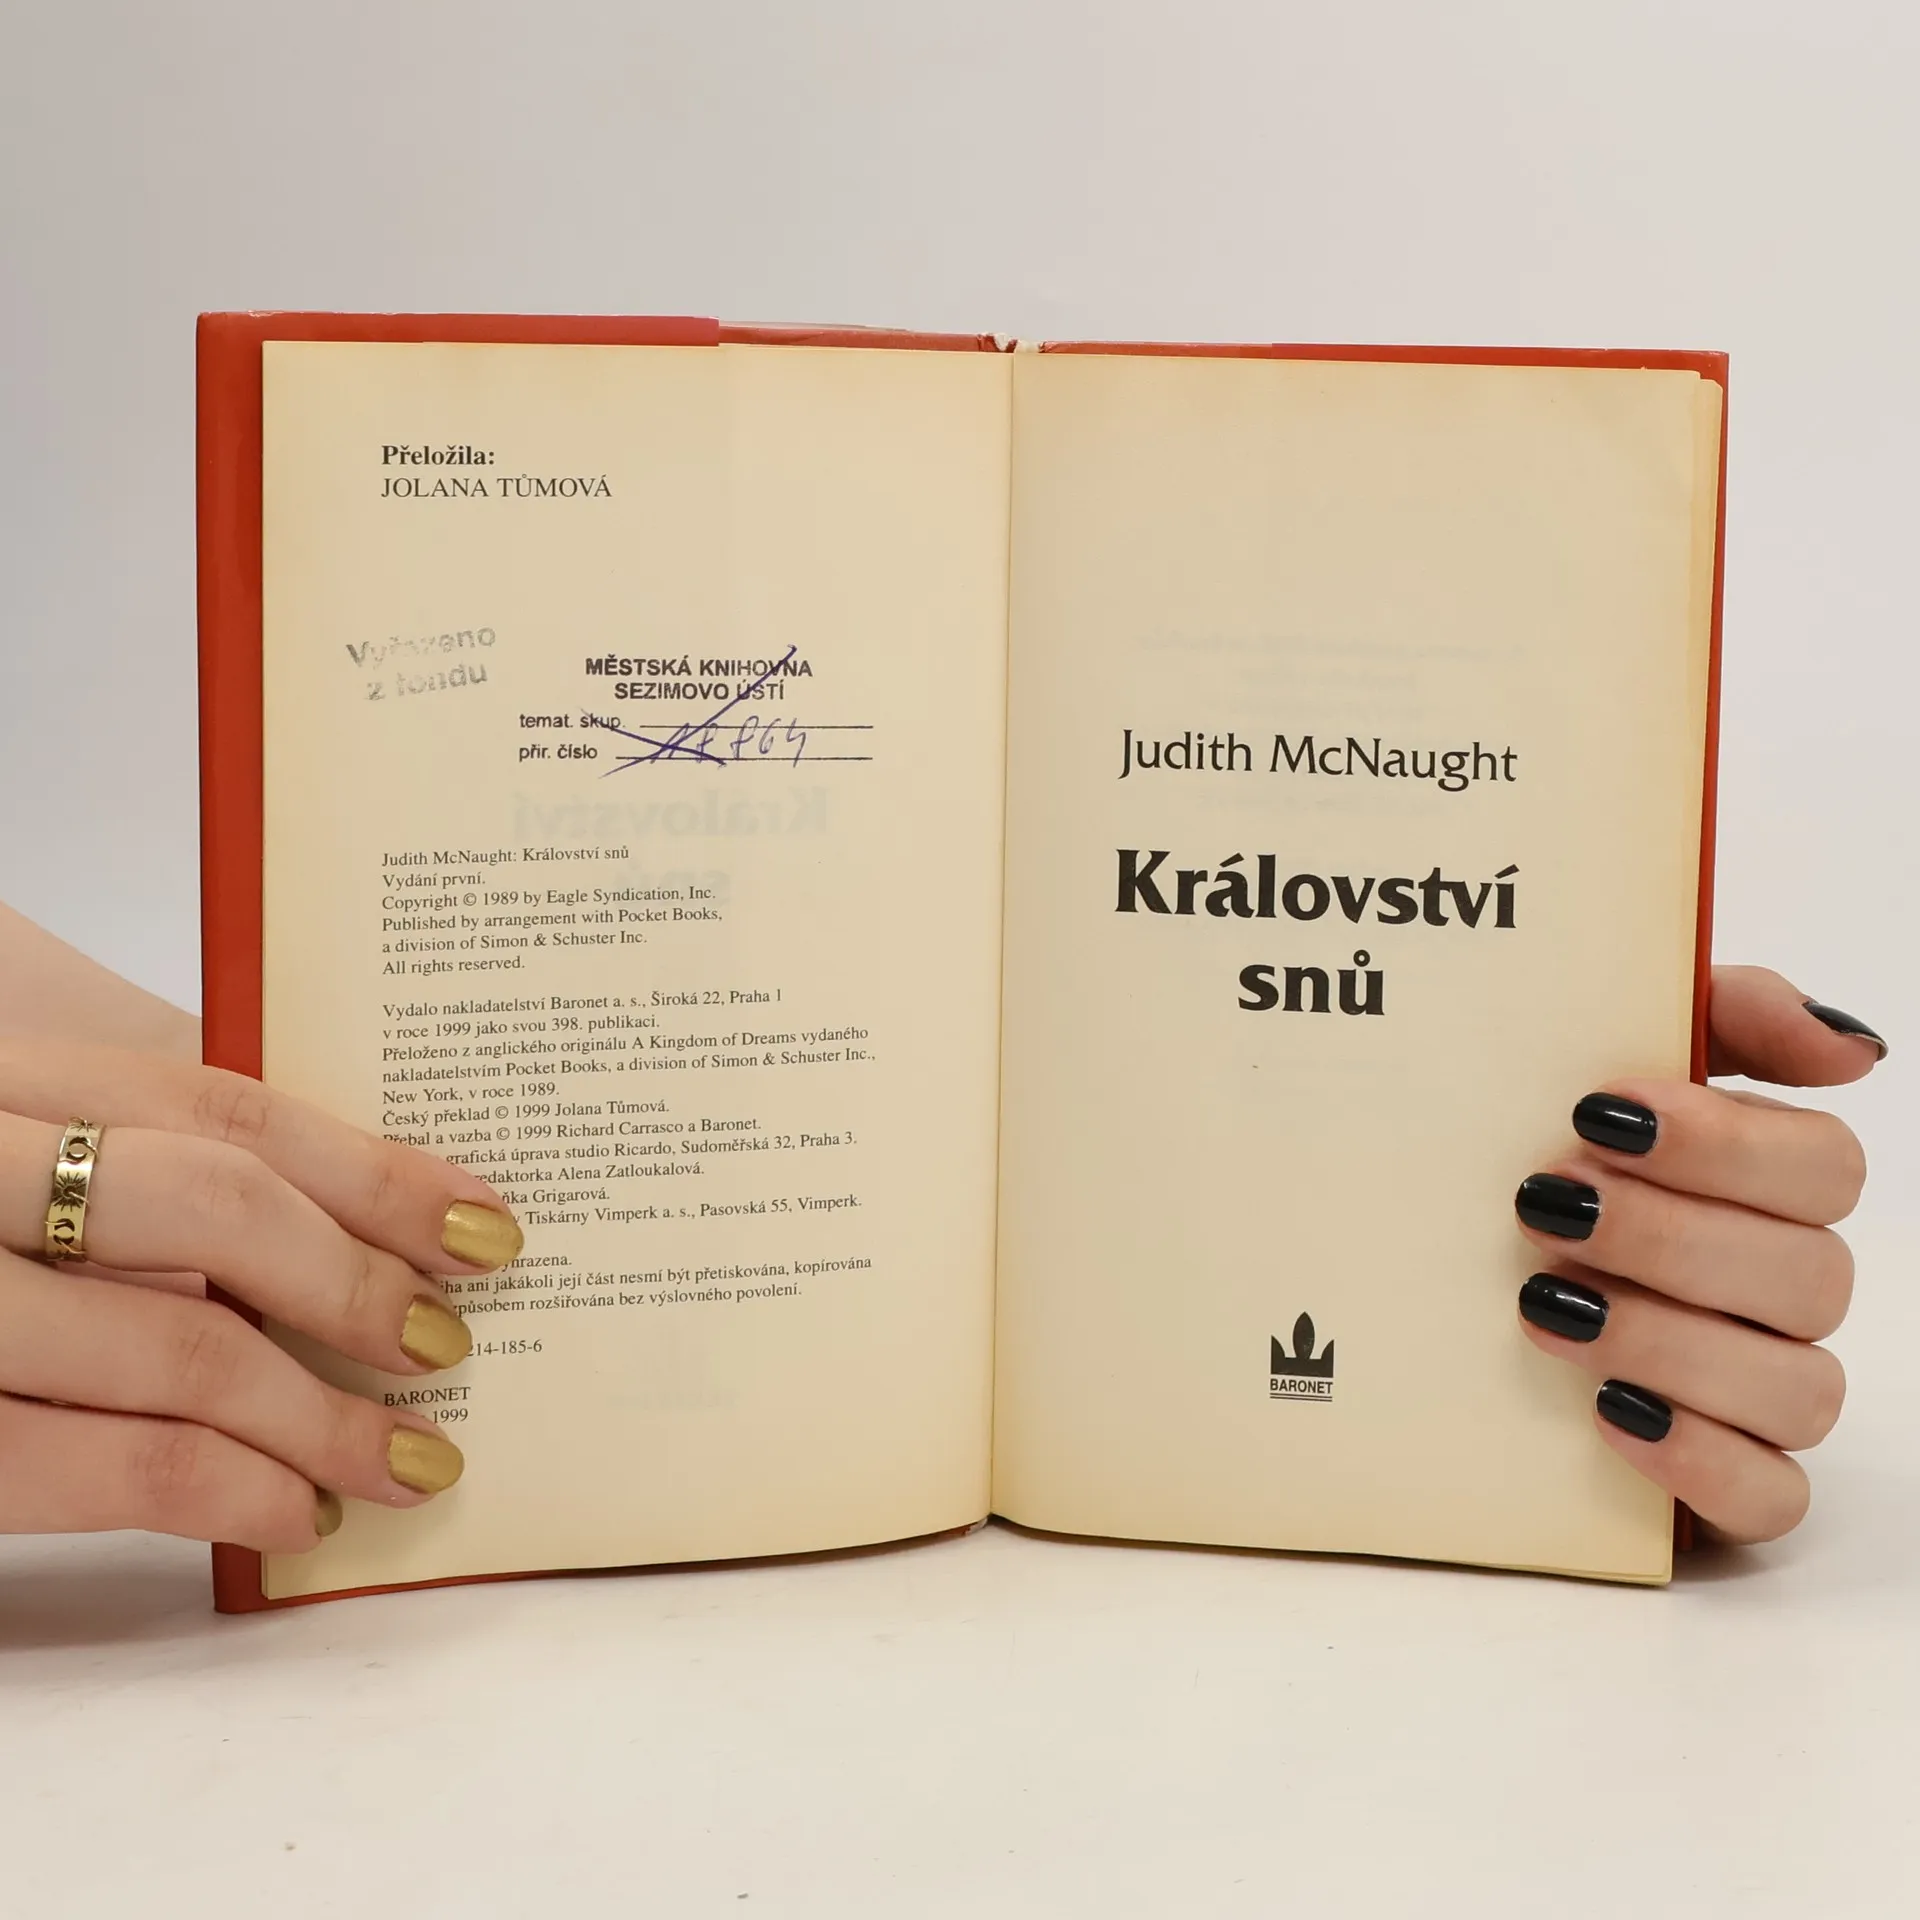 Přeložila:
JOLANA TŮMOVÁ
Vyřazeno
z fondu
MĚSTSKÁ KNIHOVNA
SEZIMOVO ÚSTÍ
temat. skup.
přir. číslo
Judith McNaught: Království snů
Vydání první.
Copyright © 1989 by Eagle Syndication, Inc.
Published by arrangement with Pocket Books,
a division of Simon & Schuster Inc.
All rights reserved.
Vydalo nakladatelství Baronet a. s., Široká 22, Praha 1
v roce 1999 jako svou 398. publikaci.
Přeloženo z anglického originálu A Kingdom of Dreams vydaného
nakladatelstvím Pocket Books, a division of Simon & Schuster Inc.,
New York, v roce 1989.
Český překlad © 1999 Jolana Tůmová.
Přebal a vazba © 1999 Richard Carrasco a Baronet.
grafická úprava studio Ricardo, Sudoměřská 32, Praha 3.
Alena Zatloukalová.
Grigarová.
Tiskárny Vimperk a. s., Pasovská 55, Vimperk.
ani jakákoli její část nesmí být přetiskována, kopírována
rozšiřována bez výslovného povolení.
214-185-6
BARONET
1999
Judith McNaught
Království
snů
BARONET